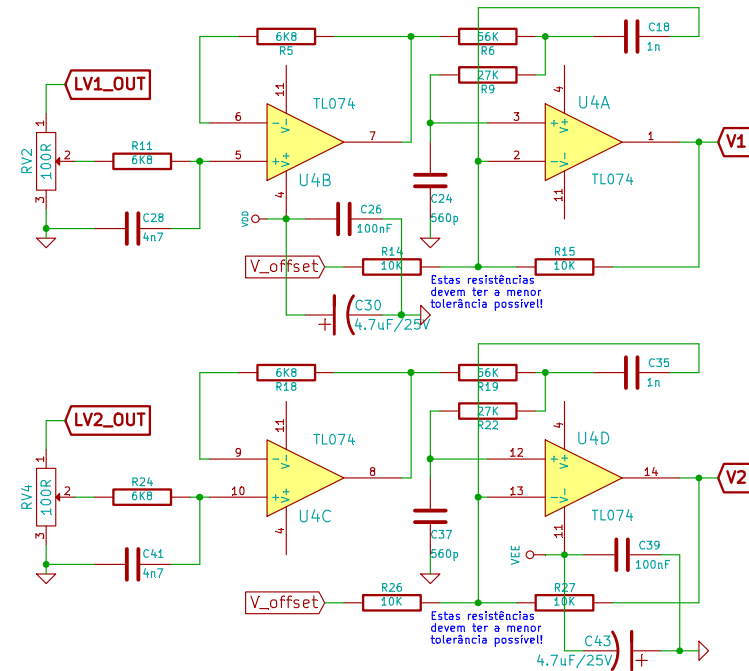 C18
1n
6K8
R5
56K
R6
27K
R9
LV1_OUT
11
TL074
4
U4A
6
V-
3
V+
7
1
V1
1
RV2
100R
2
3
R11
6K8
5
V+
2
V-
U4B
TL074
4
11
C24
560p
C28
4n7
VDD
C26
100nF
V_offset
R14
10K
R15
10K
Estas resistências
devem ter a menor
tolerância possível!
C30
4.7uF/25V
C35
1n
6K8
R18
56K
R19
27K
R22
LV2_OUT
11
TL074
4
U4D
9
V-
12
V+
8
14
V2
1
RV4
100R
2
3
R24
6K8
10
V+
13
V-
U4C
TL074
4
11
C37
560p
C41
4n7
VEE
C39
100nF
V_offset
R26
10K
R27
10K
Estas resistências
devem ter a menor
tolerância possível!
C43
4.7uF/25V